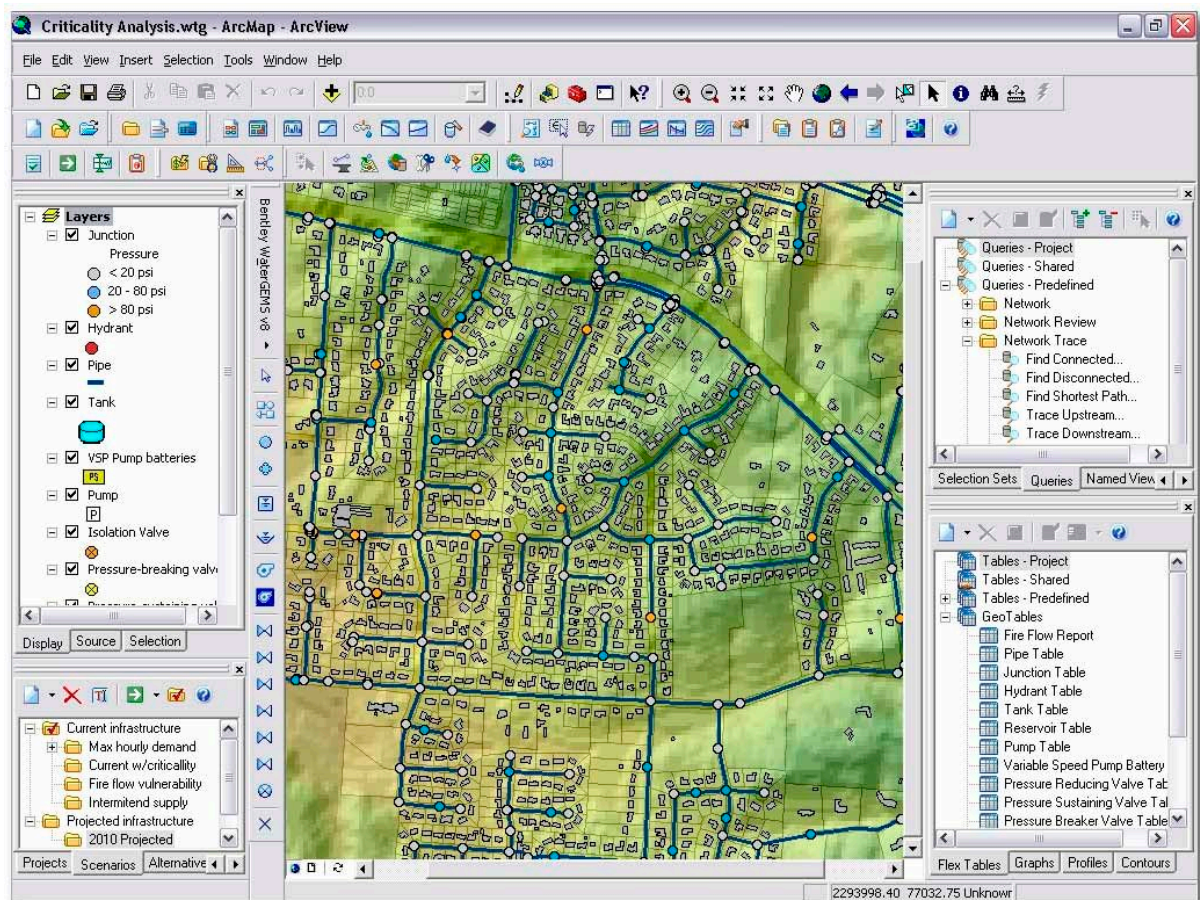 Criticality Analysis.wtg - ArcMap - ArcView
File Edit View Insert Selection Tools Window Help
0:0
Layers
Junction
Pressure
< 20 psi
20 - 80 psi
> 80 psi
Hydrant
Pipe
Tank
VSP Pump batteries
PS
Pump
P
Isolation Valve
Pressure-breaking valv
Display Source Selection
Current infrastructure
Max hourly demand
Current w/criticallity
Fire flow vulnerability
Intermitend supply
Projected infrastructure
2010 Projected
Projects Scenarios Alternative
Bentley WaterGEMS v8
Queries - Project
Queries - Shared
Queries - Predefined
Network
Network Review
Network Trace
Find Connected...
Find Disconnected...
Find Shortest Path...
Trace Upstream...
Trace Downstream...
Selection Sets Queries Named View
Tables - Project
Tables - Shared
Tables - Predefined
GeoTables
Fire Flow Report
Pipe Table
Junction Table
Hydrant Table
Tank Table
Reservoir Table
Pump Table
Variable Speed Pump Battery
Pressure Reducing Valve Tab
Pressure Sustaining Valve Tal
Pressure Breaker Valve Table
Flex Tables Graphs Profiles Contours
2293998.40 77032.75 Unknowr